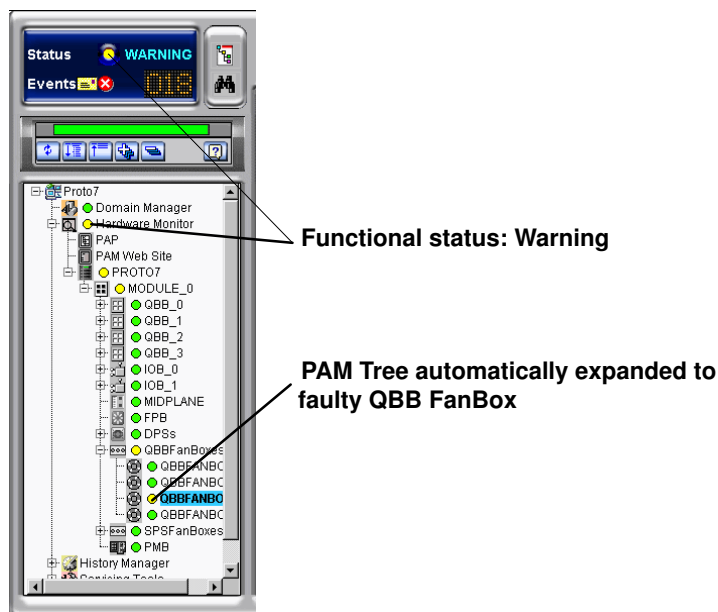 Status WARNING
Events 018
Proto7
Domain Manager
Hardware Monitor
Functional status: Warning
PAP
PAM Web Site
PROTO7
MODULE_0
QBB_0
QBB_1
QBB_2
QBB_3
IOB_0
IOB_1
PAM Tree automatically expanded to
faulty QBB FanBox
MIDPLANE
FPB
DPSs
QBBFanBoxes
QBBFANBO
QBBFANBO
QBBFANBO
QBBFANBO
SPSFanBoxes
PMB
History Manager
Servicing Tools